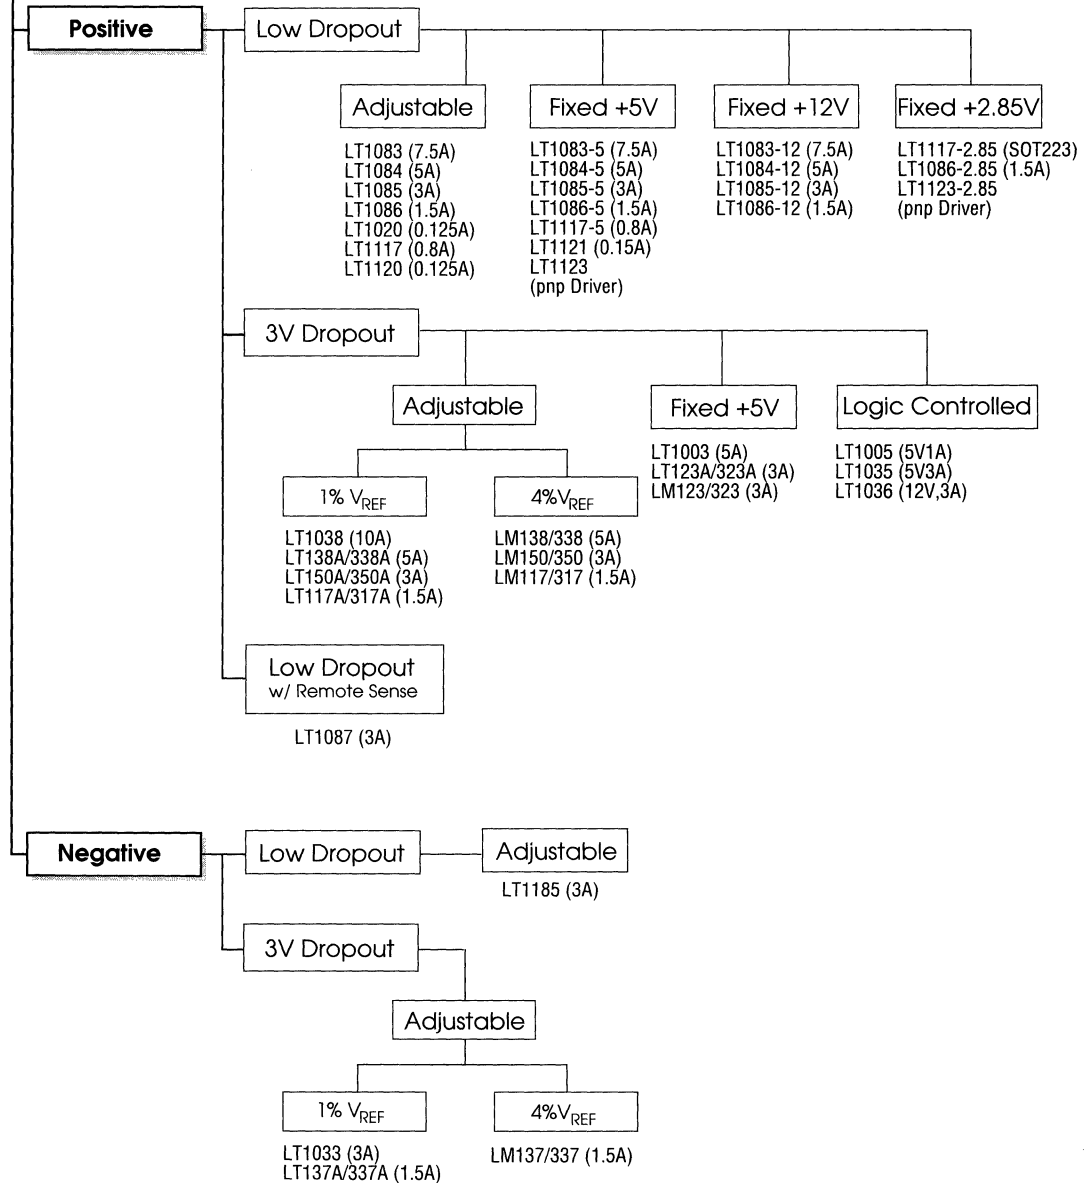 Positive
Low Dropout
Adjustable
LT1083 (7.5A)
LT1084 (5A)
LT1085 (3A)
LT1086 (1.5A)
LT1020 (0.125A)
LT1117 (0.8A)
LT1120 (0.125A)
Fixed +5V
LT1083-5 (7.5A)
LT1084-5 (5A)
LT1085-5 (3A)
LT1086-5 (1.5A)
LT1117-5 (0.8A)
LT1121 (0.15A)
LT1123
(pnp Driver)
Fixed +12V
LT1083-12 (7.5A)
LT1084-12 (5A)
LT1085-12 (3A)
LT1086-12 (1.5A)
Fixed +2.85V
LT1117-2.85 (SOT223)
LT1086-2.85 (1.5A)
LT1123-2.85
(pnp Driver)
3V Dropout
Adjustable
1% VREF
LT1038 (10A)
LT138A/338A (5A)
LT150A/350A (3A)
LT117A/317A (1.5A)
4%VREF
LM138/338 (5A)
LM150/350 (3A)
LM117/317 (1.5A)
Fixed +5V
LT1003 (5A)
LT123A/323A (3A)
LM123/323 (3A)
Logic Controlled
LT1005 (5V1A)
LT1035 (5V3A)
LT1036 (12V,3A)
Low Dropout
w/ Remote Sense
LT1087 (3A)
Negative
Low Dropout
Adjustable
LT1185 (3A)
3V Dropout
Adjustable
1% VREF
LT1033 (3A)
LT137A/337A (1.5A)
4%VREF
LM137/337 (1.5A)